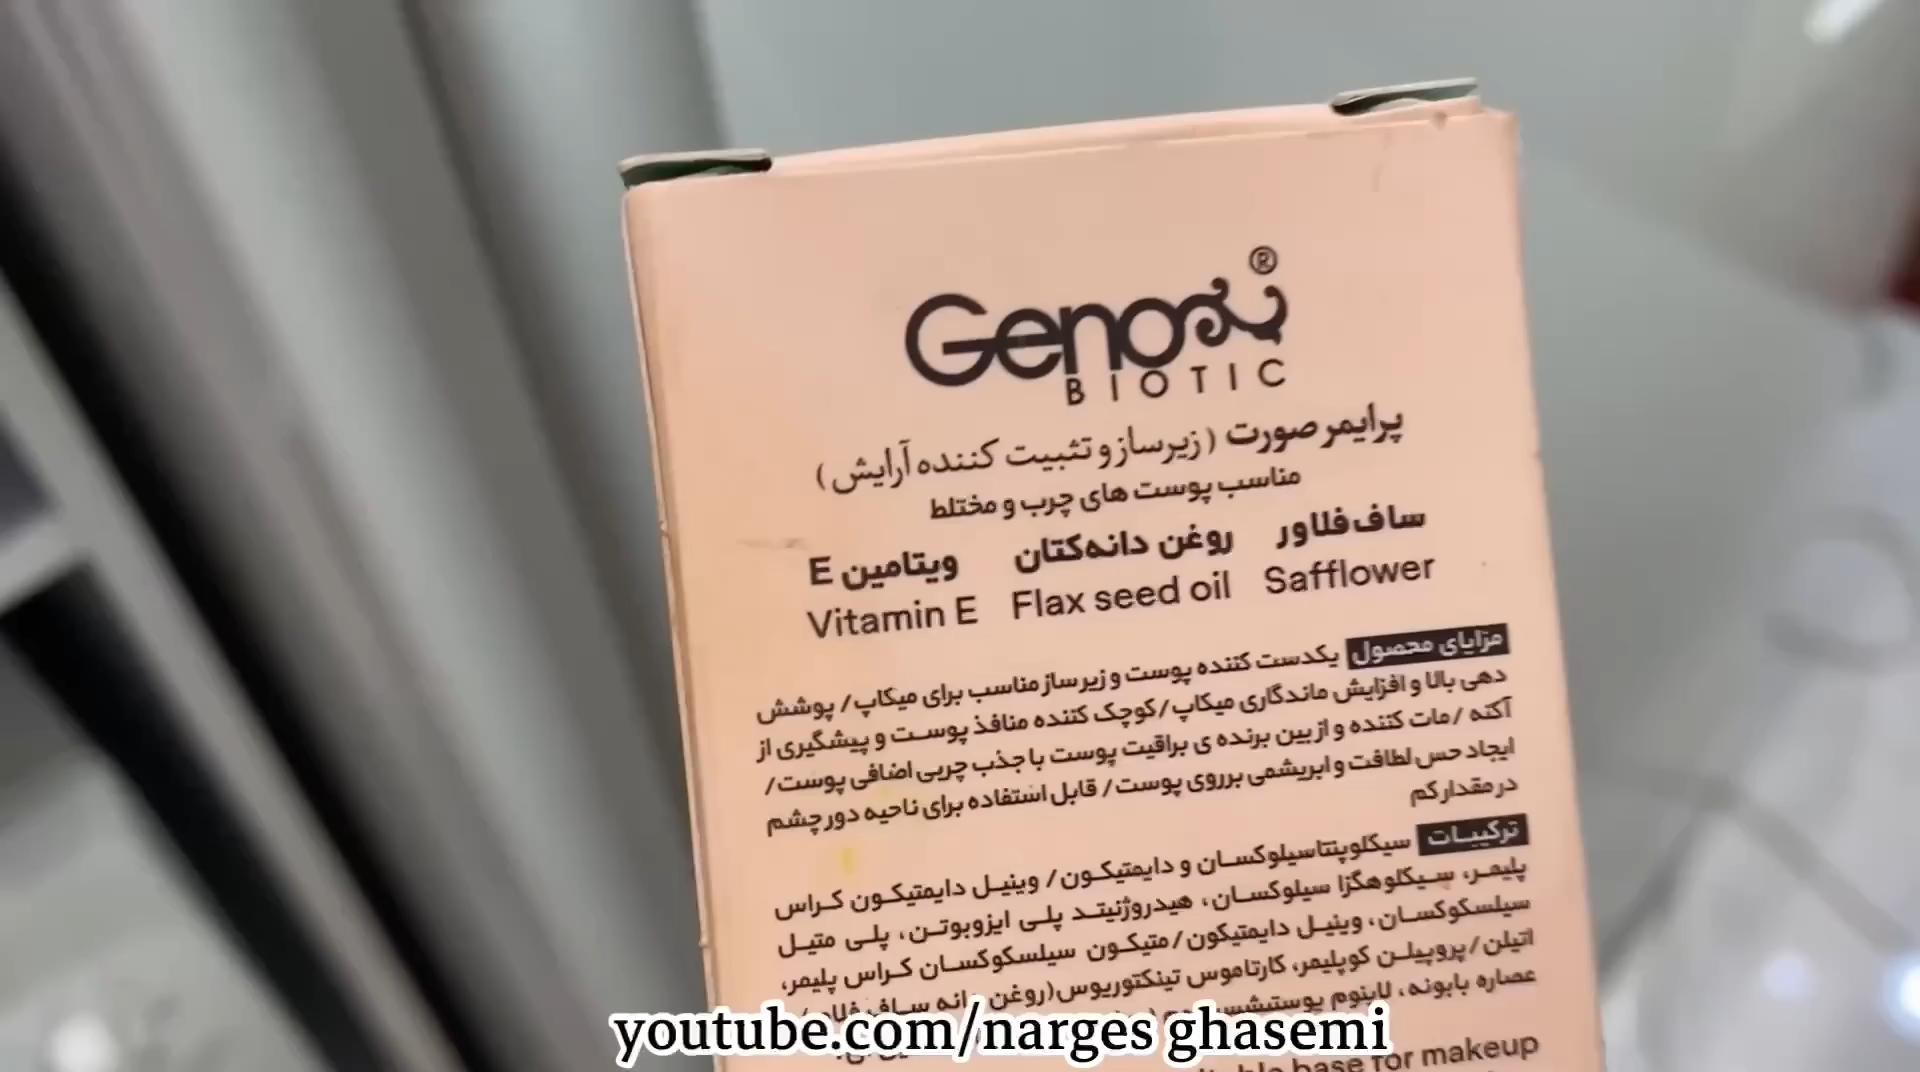 Geno
®
BIOTIC
پرایمر صورت (زیرساز و تثبیت کننده آرایش)
مناسب پوست های چرب و مختلط
ساف‌فلاور روغن دانه‌کتان ویتامین E
Vitamin E Flax seed oil Safflower
مزایای محصول یکدست کننده پوست و زیرساز مناسب برای میکاپ/ پوشش
دهی بالا و افزایش ماندگاری میکاپ/کوچک کننده منافذ پوست و پیشگیری از
آکنه /مات کننده و از بین برنده ی براقیت پوست با جذب چربی اضافی پوست/
ایجاد حس لطافت و ابریشمی برروی پوست/ قابل استفاده برای ناحیه دور چشم
در مقدار کم
ترکیبات سیکلوپنتاسیلوکسان و دایمتیکون/ وینیل دایمتیکون کراس
پلیمر، سیکلوهگزا سیلوکسان، هیدروژنیتد پلی ایزوبوتن، پلی متیل
سیلسکوکسان، وینیل دایمتیکون/متیکون سیلسکوکسان کراس پلیمر،
اتیلن/پروپیلن کوپلیمر، کارتاموس تینکتوریوس(روغن دانه ساف فلاور)
عصاره بابونه، لاینوم
base for makeup
youtube.com/narges ghasemi